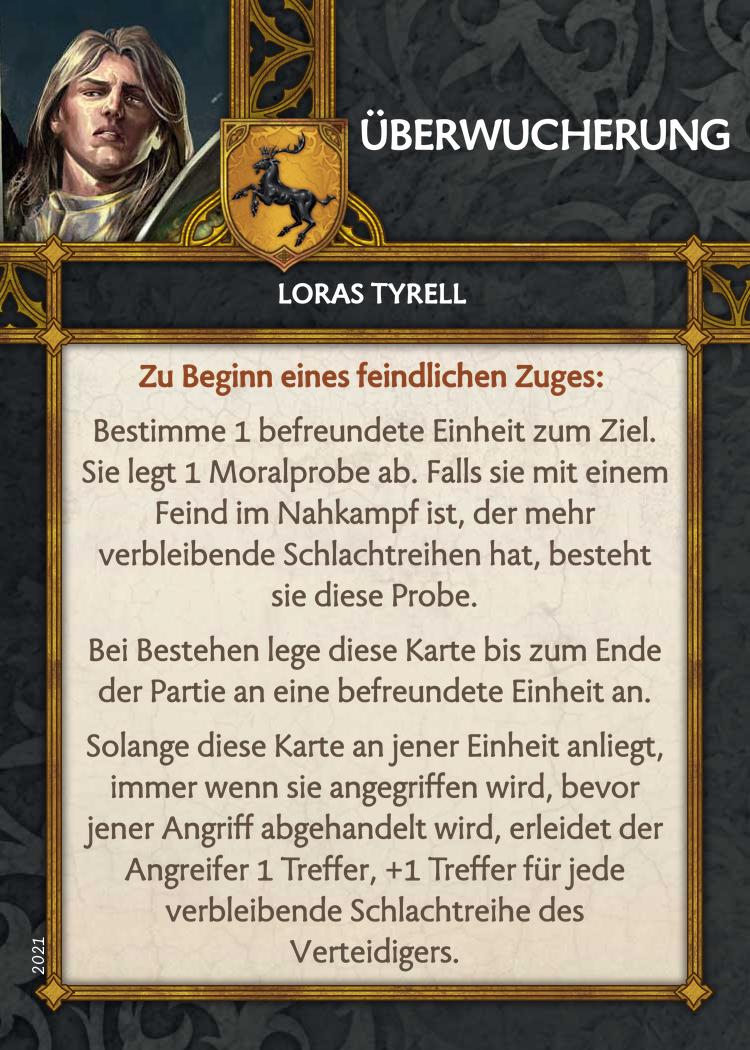 ÜBERWUCHERUNG
LORAS TYRELL
Zu Beginn eines feindlichen Zuges:
Bestimme 1 befreundete Einheit zum Ziel.
Sie legt 1 Moralprobe ab. Falls sie mit einem
Feind im Nahkampf ist, der mehr
verbleibende Schlachtreihen hat, besteht
sie diese Probe.
Bei Bestehen lege diese Karte bis zum Ende
der Partie an eine befreundete Einheit an.
Solange diese Karte an jener Einheit anliegt,
immer wenn sie angegriffen wird, bevor
jener Angriff abgehandelt wird, erleidet der
Angreifer 1 Treffer, +1 Treffer für jede
verbleibende Schlachtreihe des
Verteidigers.
2021